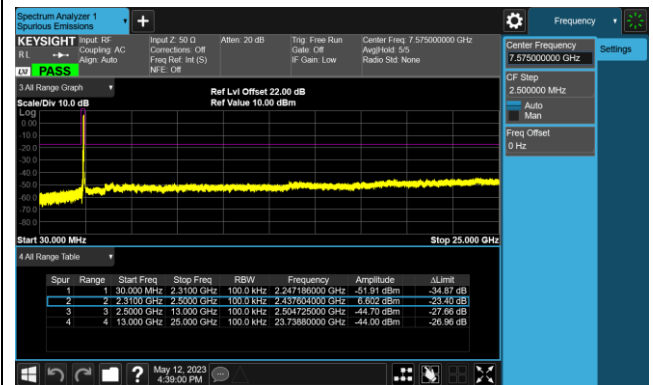 Spectrum Analyzer 1
Spurious Emissions
Frequency
KEYSIGHT
Input: RF
Input Z: 50 Ω
Atten: 20 dB
Trig: Free Run
Center Freq: 7.575000000 GHz
RL
Coupling: AC
Corrections: Off
Gate: Off
Avg|Hold: 5/5
Align: Auto
Freq Ref: Int (S)
IF Gain: Low
Radio Std: None
NFE: Off
LXI PASS
Center Frequency
7.575000000 GHz
Settings
CF Step
2.500000 MHz
Auto
Man
Freq Offset
0 Hz
3 All Range Graph
Ref Lvl Offset 22.00 dB
Scale/Div 10.0 dB
Ref Value 10.00 dBm
Log
0.00
-10.0
-20.0
-30.0
-40.0
-50.0
-60.0
-70.0
-80.0
Start 30.000 MHz
Stop 25.000 GHz
4 All Range Table
Spur Range Start Freq Stop Freq RBW Frequency Amplitude ΔLimit
1 1 30.000 MHz 2.3100 GHz 100.0 kHz 2.247186000 GHz -51.91 dBm -34.87 dB
2 2 2.3100 GHz 2.5000 GHz 100.0 kHz 2.437604000 GHz 6.602 dBm -23.40 dB
3 3 2.5000 GHz 13.000 GHz 100.0 kHz 2.504725000 GHz -44.70 dBm -27.66 dB
4 4 13.000 GHz 25.000 GHz 100.0 kHz 23.73880000 GHz -44.00 dBm -26.96 dB
May 12, 2023
4:39:00 PM